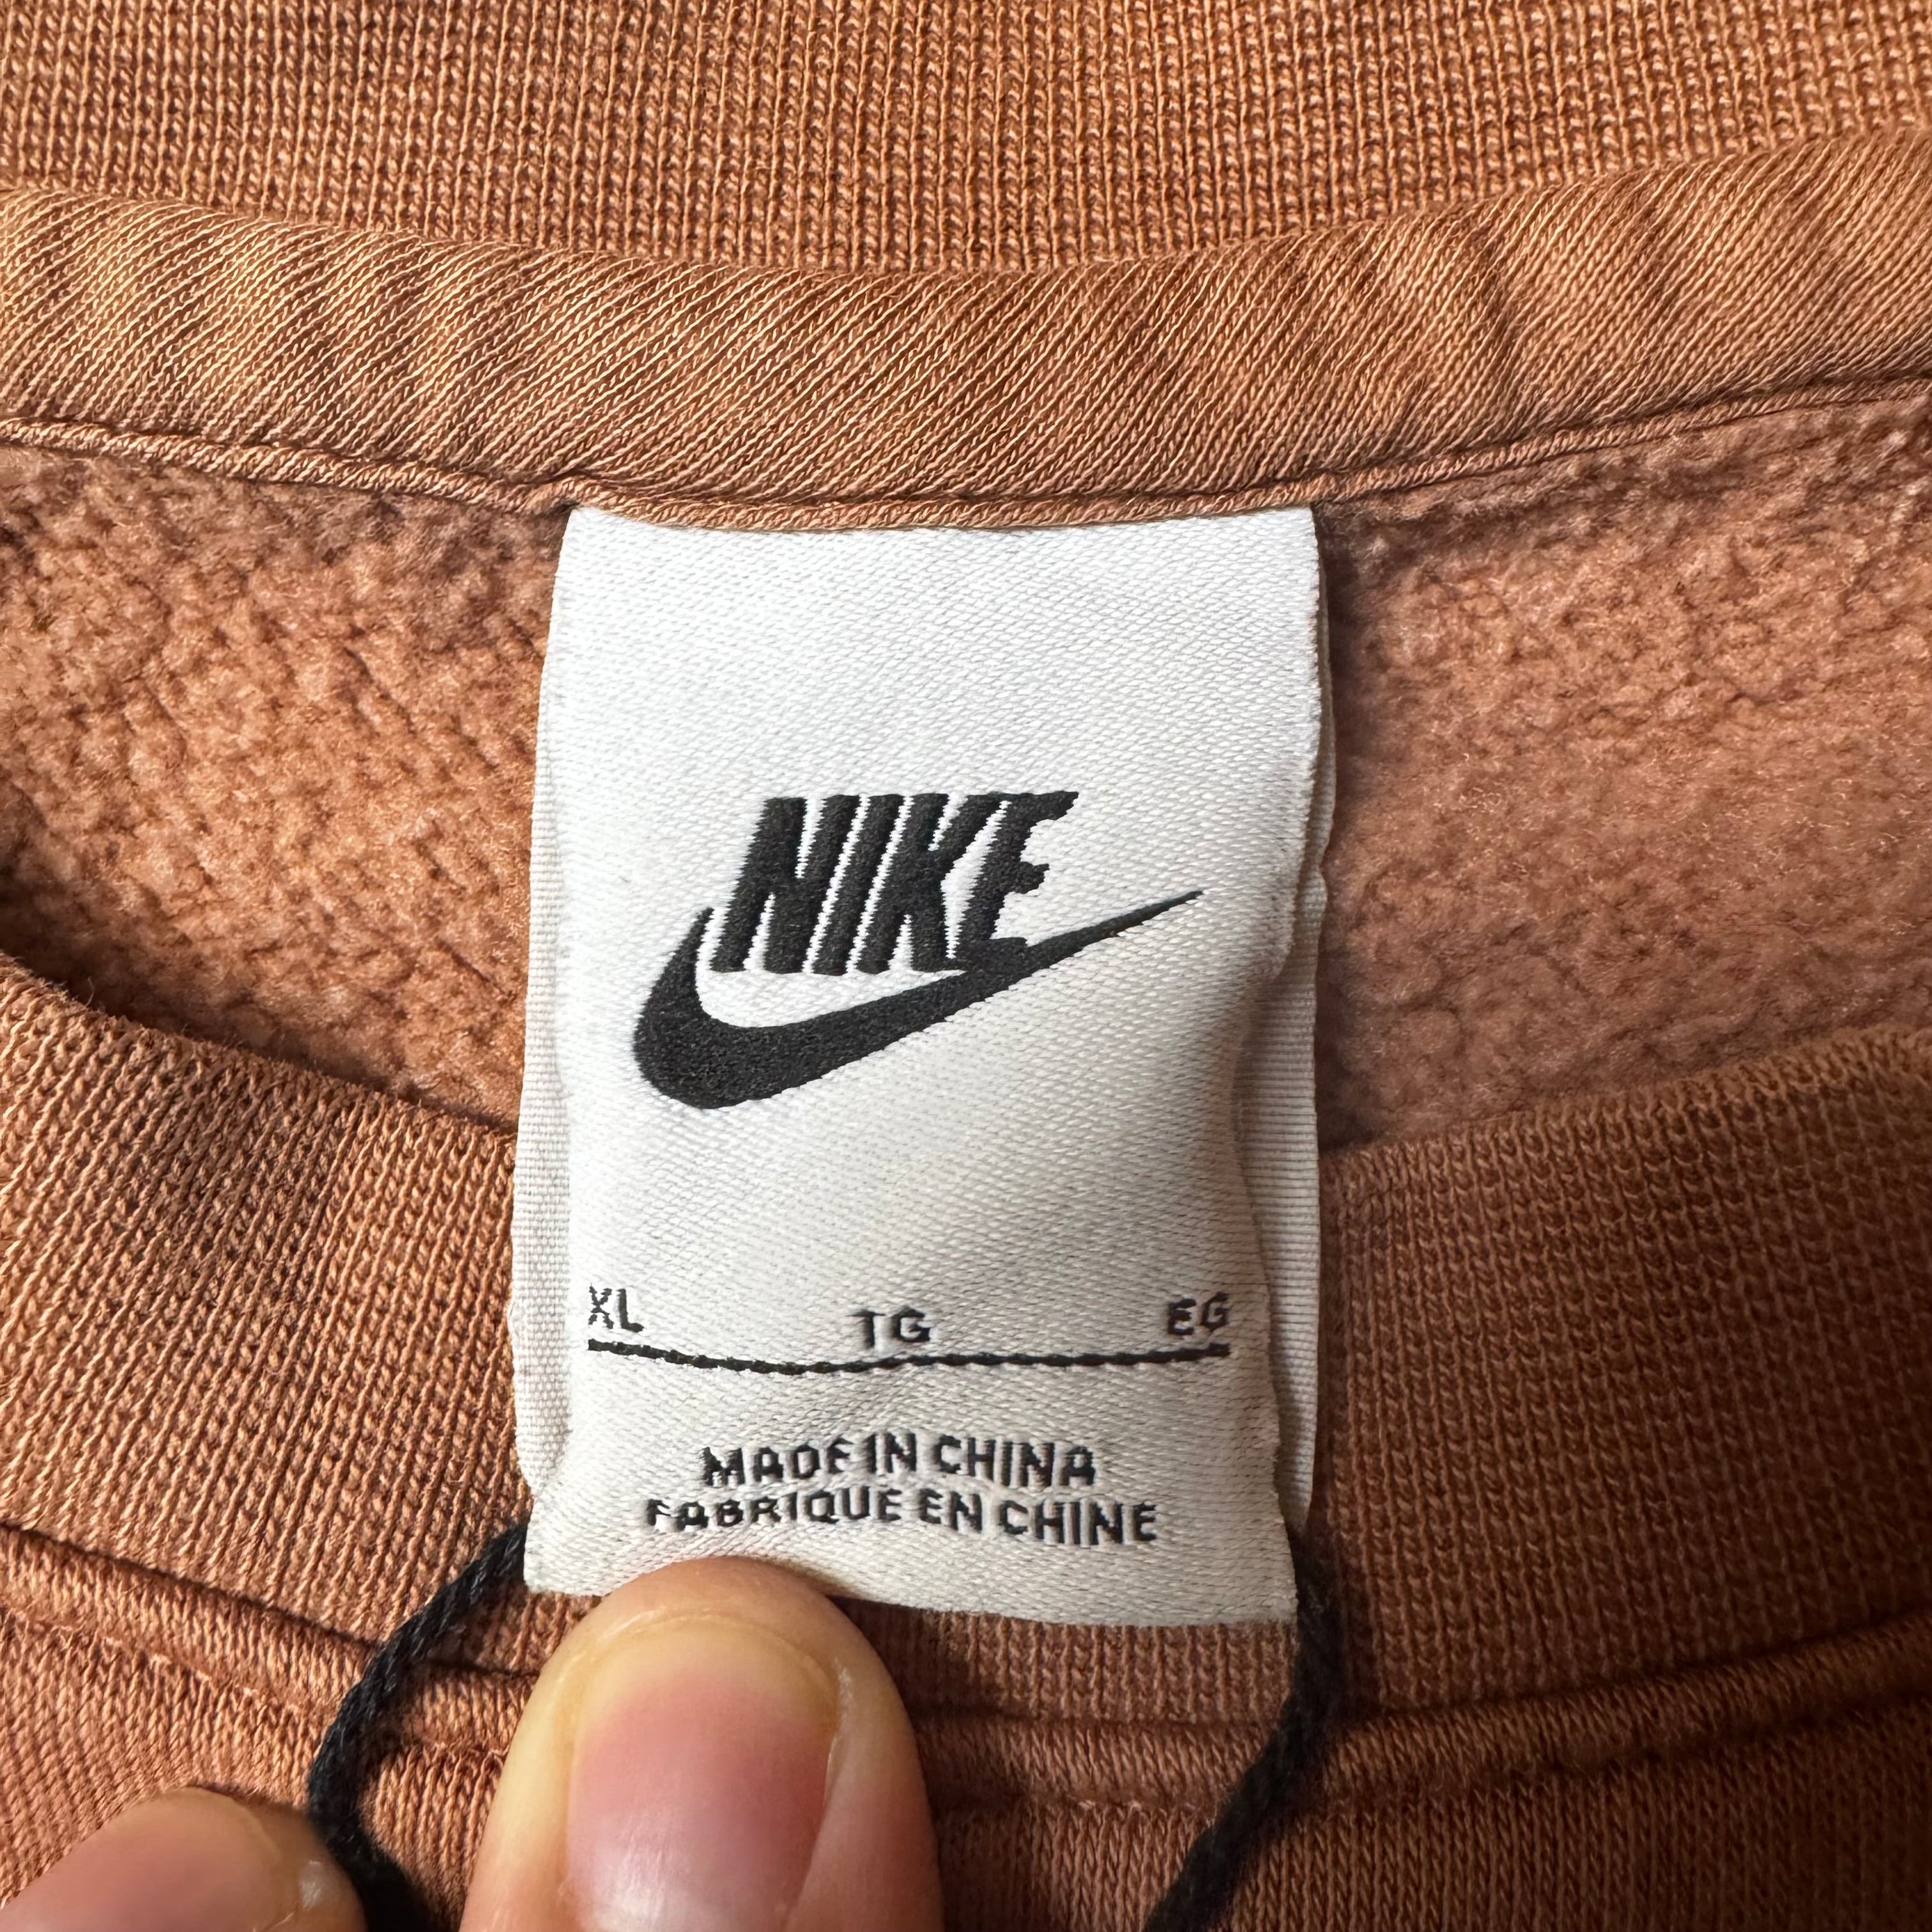 NIKE
XL TG EG
MADE IN CHINA
FABRIQUE EN CHINE